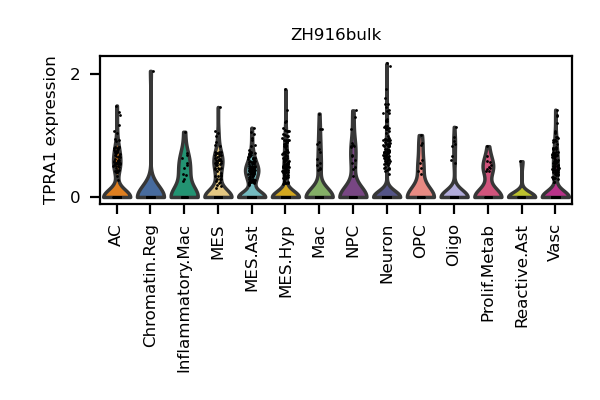 ZH916bulk
TPRA1 expression
2
0
AC
Chromatin.Reg
Inflammatory.Mac
MES
MES.Ast
MES.Hyp
Mac
NPC
Neuron
OPC
Oligo
Prolif.Metab
Reactive.Ast
Vasc